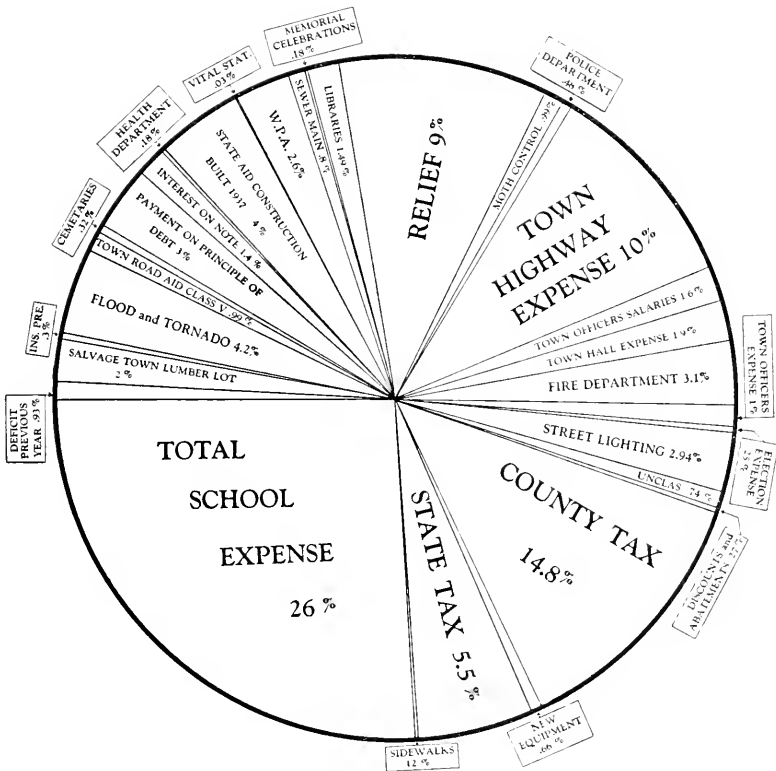 MEMORIAL
CELEBRATIONS
.18 %
VITAL STAT.
.03 %
HEALTH
DEPARTMENT
.18 %
CEMETARIES
.32 %
INS. PRE.
.3 %
DEFICIT
PREVIOUS
YEAR .93 %
POLICE
DEPARTMENT
.48 %
LIBRARIES 1.49 %
SEWER MAIN .8 %
W.P.A. 2.6%
STATE AID CONSTRUCTION
BUILT 1937 4 %
INTEREST ON NOTE 1.4 %
PAYMENT ON PRINCIPLE OF
DEBT 3%
TOWN ROAD AID CLASS V .99 %
FLOOD and TORNADO 4.2%
SALVAGE TOWN LUMBER LOT
2 %
RELIEF 9%
MOTH CONTROL .99 %
TOWN
HIGHWAY
EXPENSE 10%
TOWN OFFICERS SALARIES 1 6 %
TOWN HALL EXPENSE 1 9 %
FIRE DEPARTMENT 3.1%
TOWN OFFICERS
EXPENSE 1 %
STREET LIGHTING 2.94%
ELECTION
EXPENSE
UNCLAS .74 %
DISCOUNTS and
ABATEMENTS .27 %
COUNTY TAX
14.8%
NEW
EQUIPMENT
.66 %
STATE TAX 5.5 %
SIDEWALKS
12 %
TOTAL
SCHOOL
EXPENSE
26 %